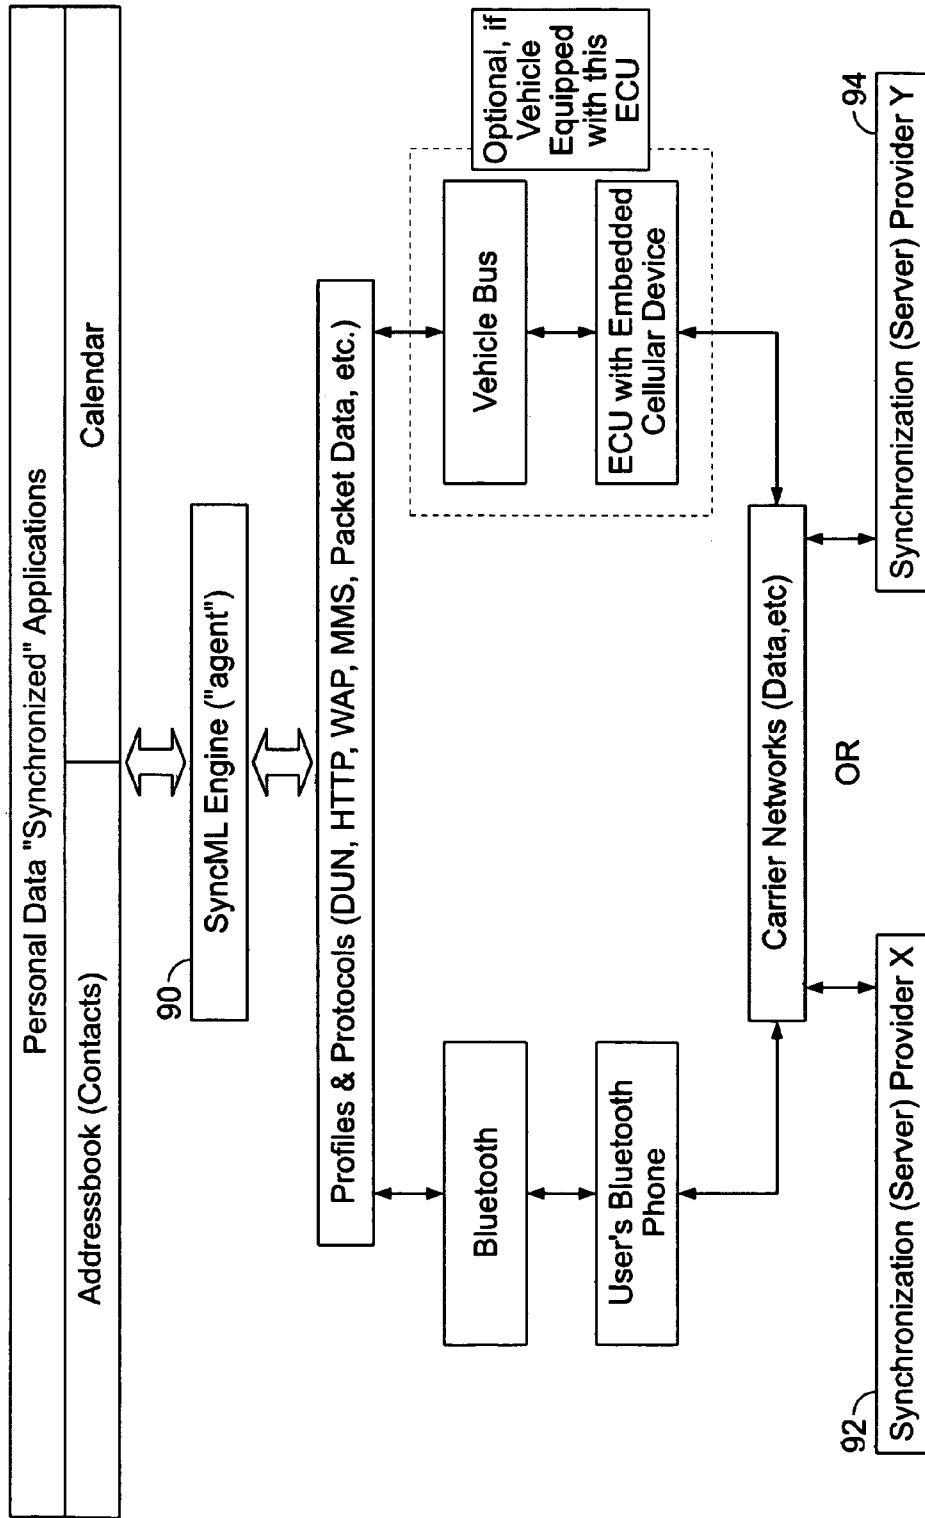 Personal Data "Synchronized" Applications
Addressbook (Contacts)
Calendar
90
SyncML Engine ("agent")
Profiles & Protocols (DUN, HTTP, WAP, MMS, Packet Data, etc.)
Bluetooth
Vehicle Bus
Optional, if
Vehicle
Equipped
with this
ECU
User's Bluetooth
Phone
ECU with Embedded
Cellular Device
Carrier Networks (Data,etc)
OR
92
Synchronization (Server) Provider X
94
Synchronization (Server) Provider Y